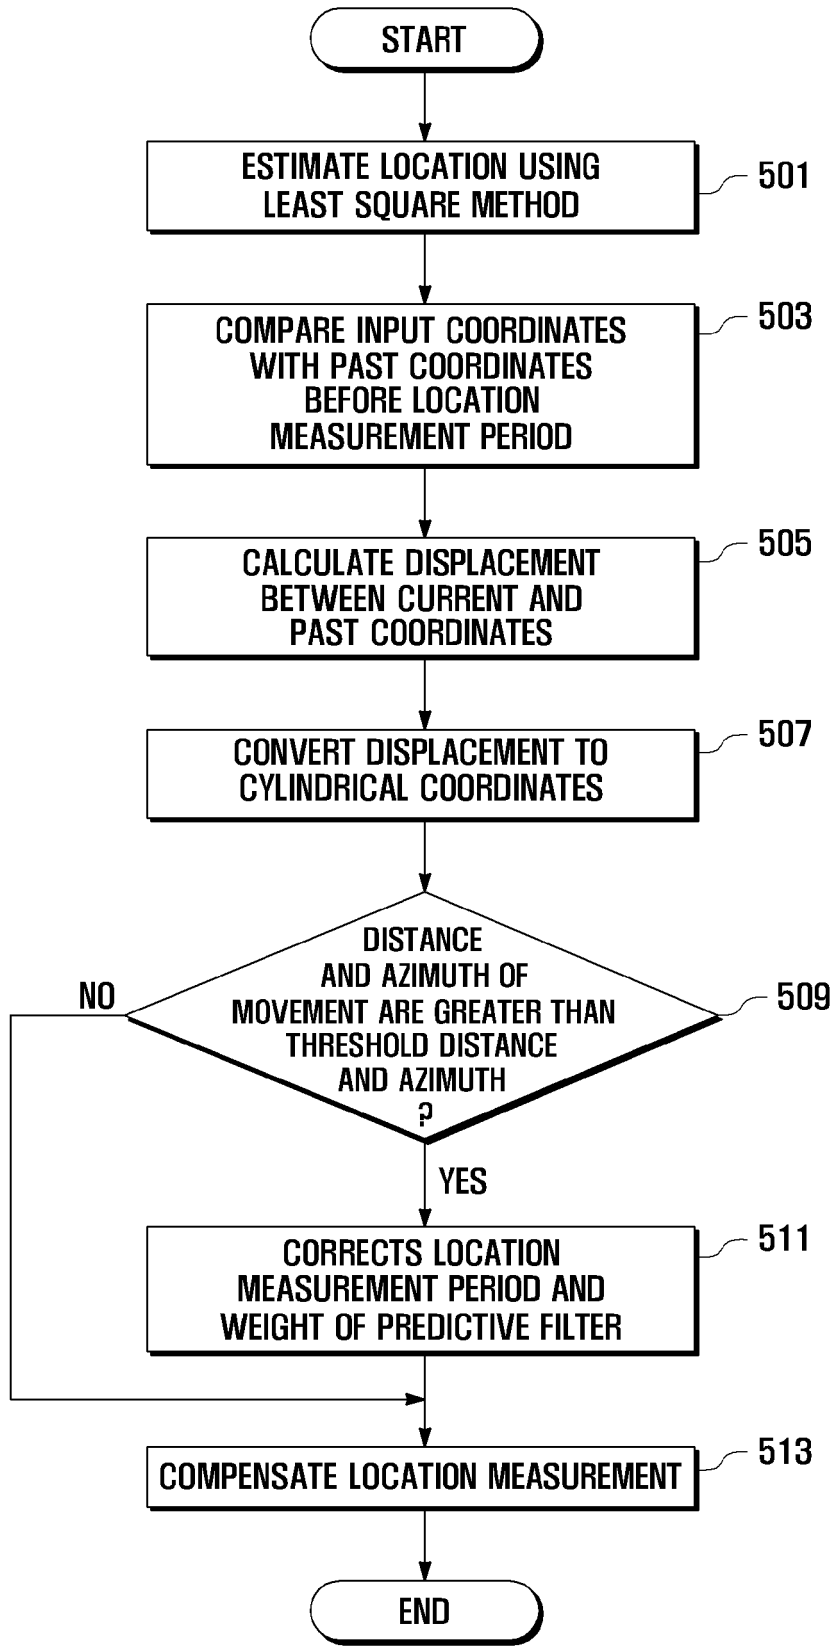 START
ESTIMATE LOCATION USING
LEAST SQUARE METHOD
501
COMPARE INPUT COORDINATES
WITH PAST COORDINATES
BEFORE LOCATION
MEASUREMENT PERIOD
503
CALCULATE DISPLACEMENT
BETWEEN CURRENT AND
PAST COORDINATES
505
CONVERT DISPLACEMENT TO
CYLINDRICAL COORDINATES
507
DISTANCE
AND AZIMUTH OF
MOVEMENT ARE GREATER THAN
THRESHOLD DISTANCE
AND AZIMUTH
?
509
NO
YES
CORRECTS LOCATION
MEASUREMENT PERIOD AND
WEIGHT OF PREDICTIVE FILTER
511
COMPENSATE LOCATION MEASUREMENT
513
END